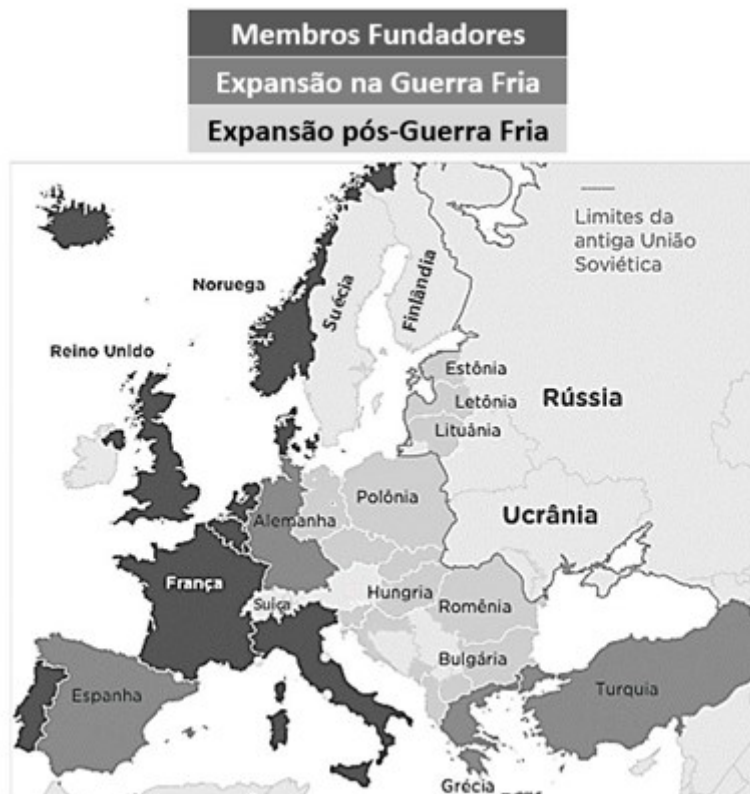 Membros Fundadores
Expansão na Guerra Fria
Expansão pós-Guerra Fria
Limites da
antiga União
Soviética
Noruega
Suécia
Finlândia
Reino Unido
Estônia
Letônia
Lituânia
Rússia
Polônia
Alemanha
Ucrânia
França
Suíça
Hungria
Romênia
Bulgária
Espanha
Turquia
Grécia